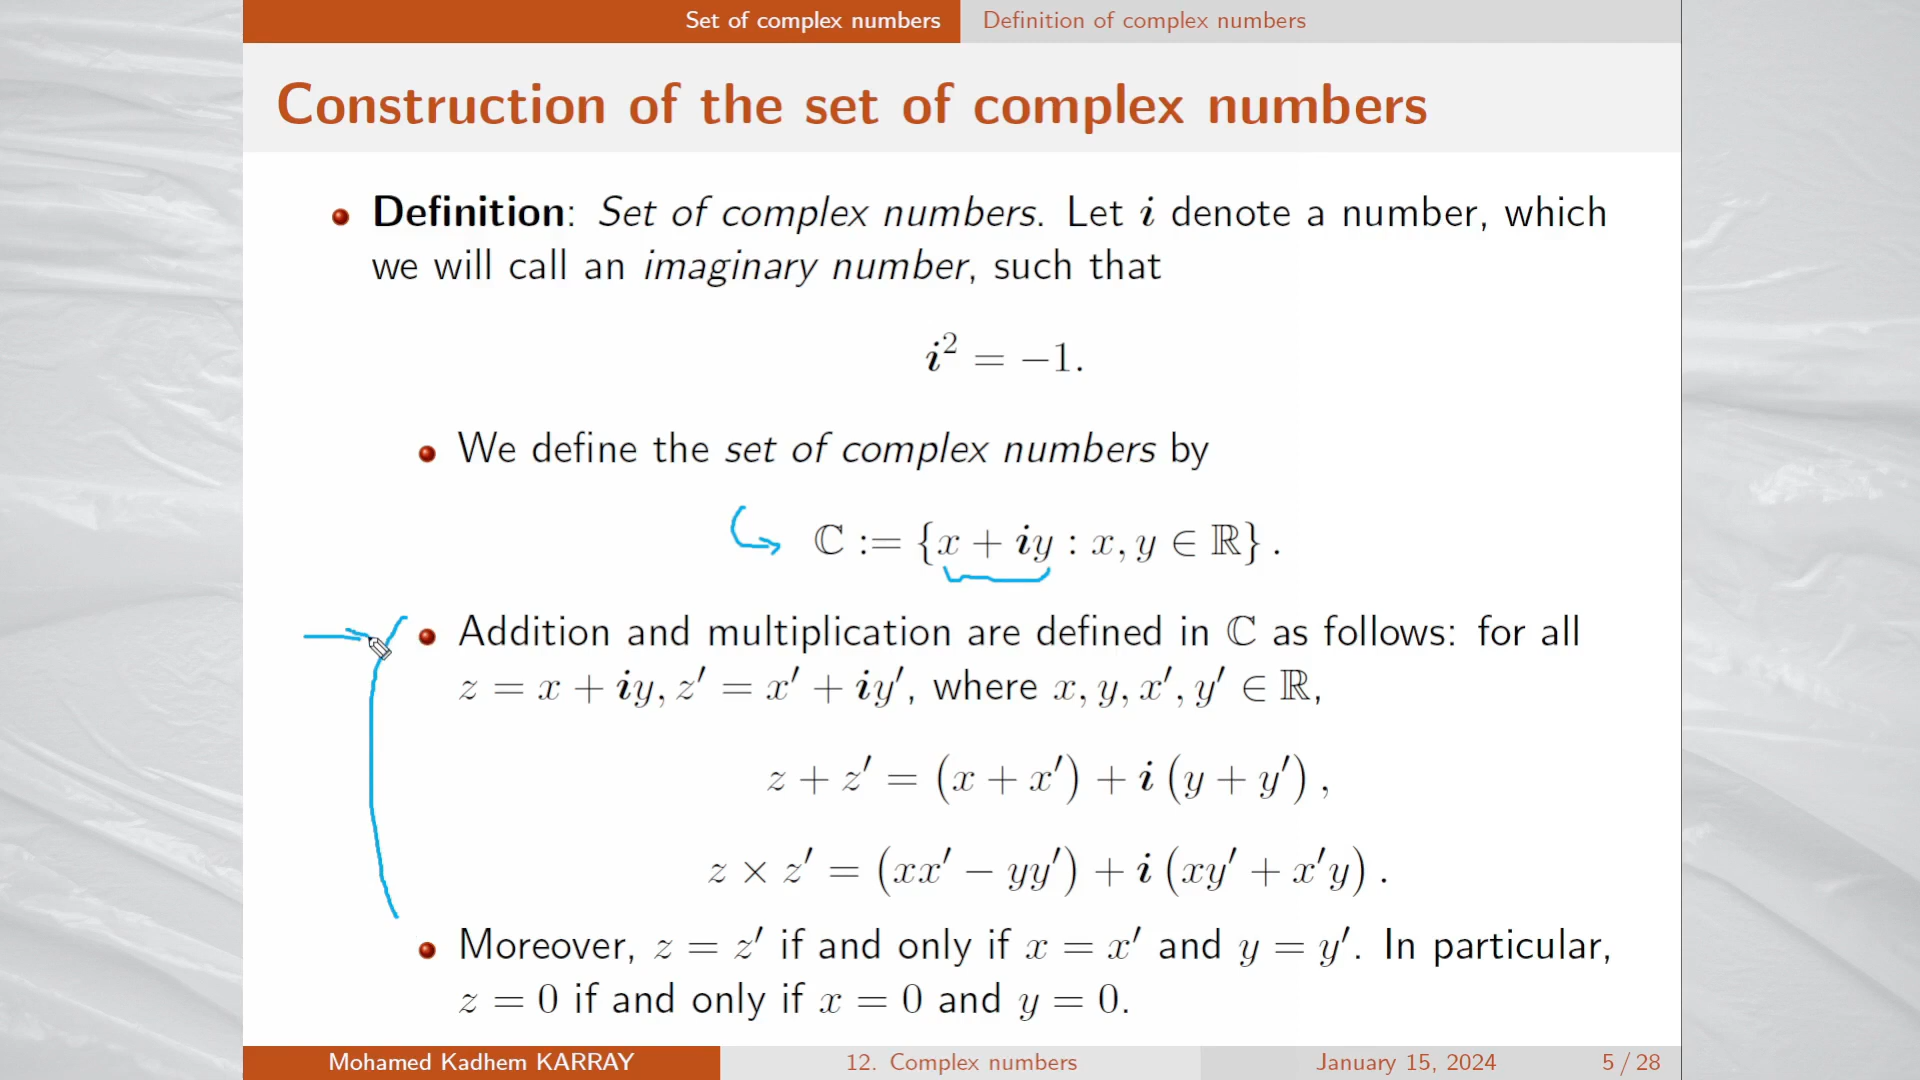 Set of complex numbers Definition of complex numbers
Construction of the set of complex numbers
Definition: Set of complex numbers. Let i denote a number, which
we will call an imaginary number, such that
i² = −1.
We define the set of complex numbers by
ℂ := {x + iy : x, y ∈ ℝ} .
Addition and multiplication are defined in ℂ as follows: for all
z = x + iy, z′ = x′ + iy′, where x, y, x′, y′ ∈ ℝ,
z + z′ = (x + x′) + i (y + y′) ,
z × z′ = (xx′ − yy′) + i (xy′ + x′y) .
Moreover, z = z′ if and only if x = x′ and y = y′. In particular,
z = 0 if and only if x = 0 and y = 0.
Mohamed Kadhem KARRAY 12. Complex numbers January 15, 2024 5 / 28